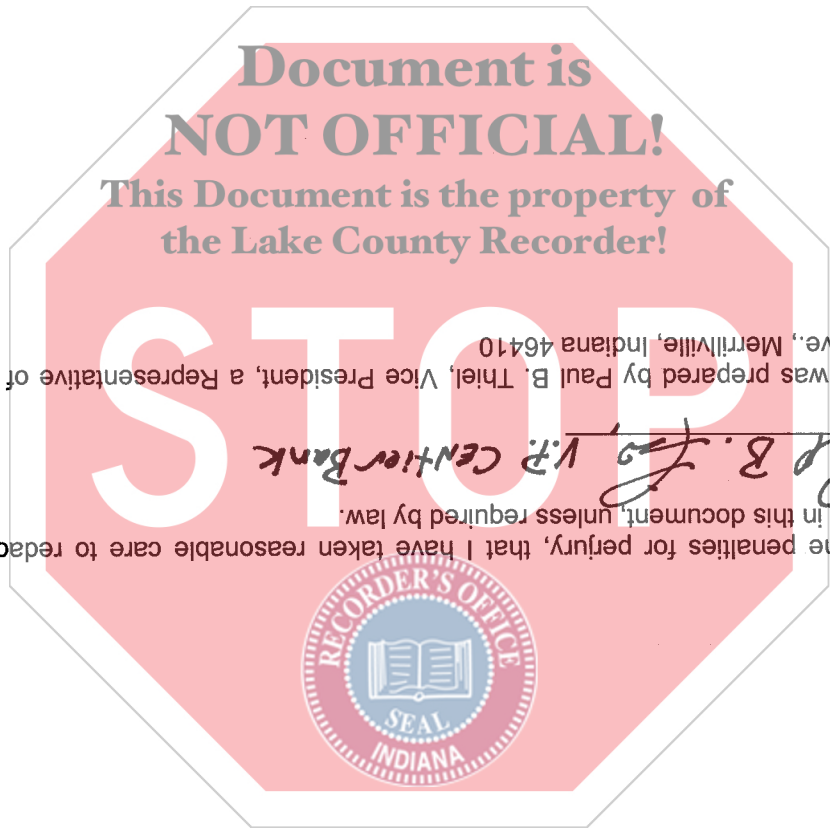 Document is
NOT OFFICIAL!
This Document is the property of
the Lake County Recorder!
STOP
ne penalties for perjury, that I have taken reasonable care to redac
in this document, unless required by law.
B. V.P. Centier Bank
was prepared by Paul B. Thiel, Vice President, a Representative of
ve., Merrillville, Indiana 46410
RECORDER'S OFFICE
SEAL
INDIANA